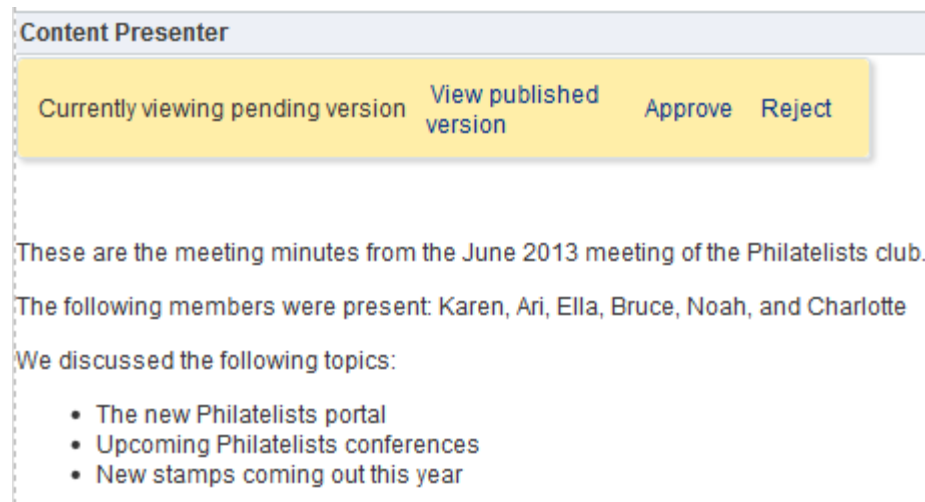 Content Presenter
Currently viewing pending version View published version Approve Reject
These are the meeting minutes from the June 2013 meeting of the Philatelists club.
The following members were present: Karen, Ari, Ella, Bruce, Noah, and Charlotte
We discussed the following topics:
• The new Philatelists portal
• Upcoming Philatelists conferences
• New stamps coming out this year